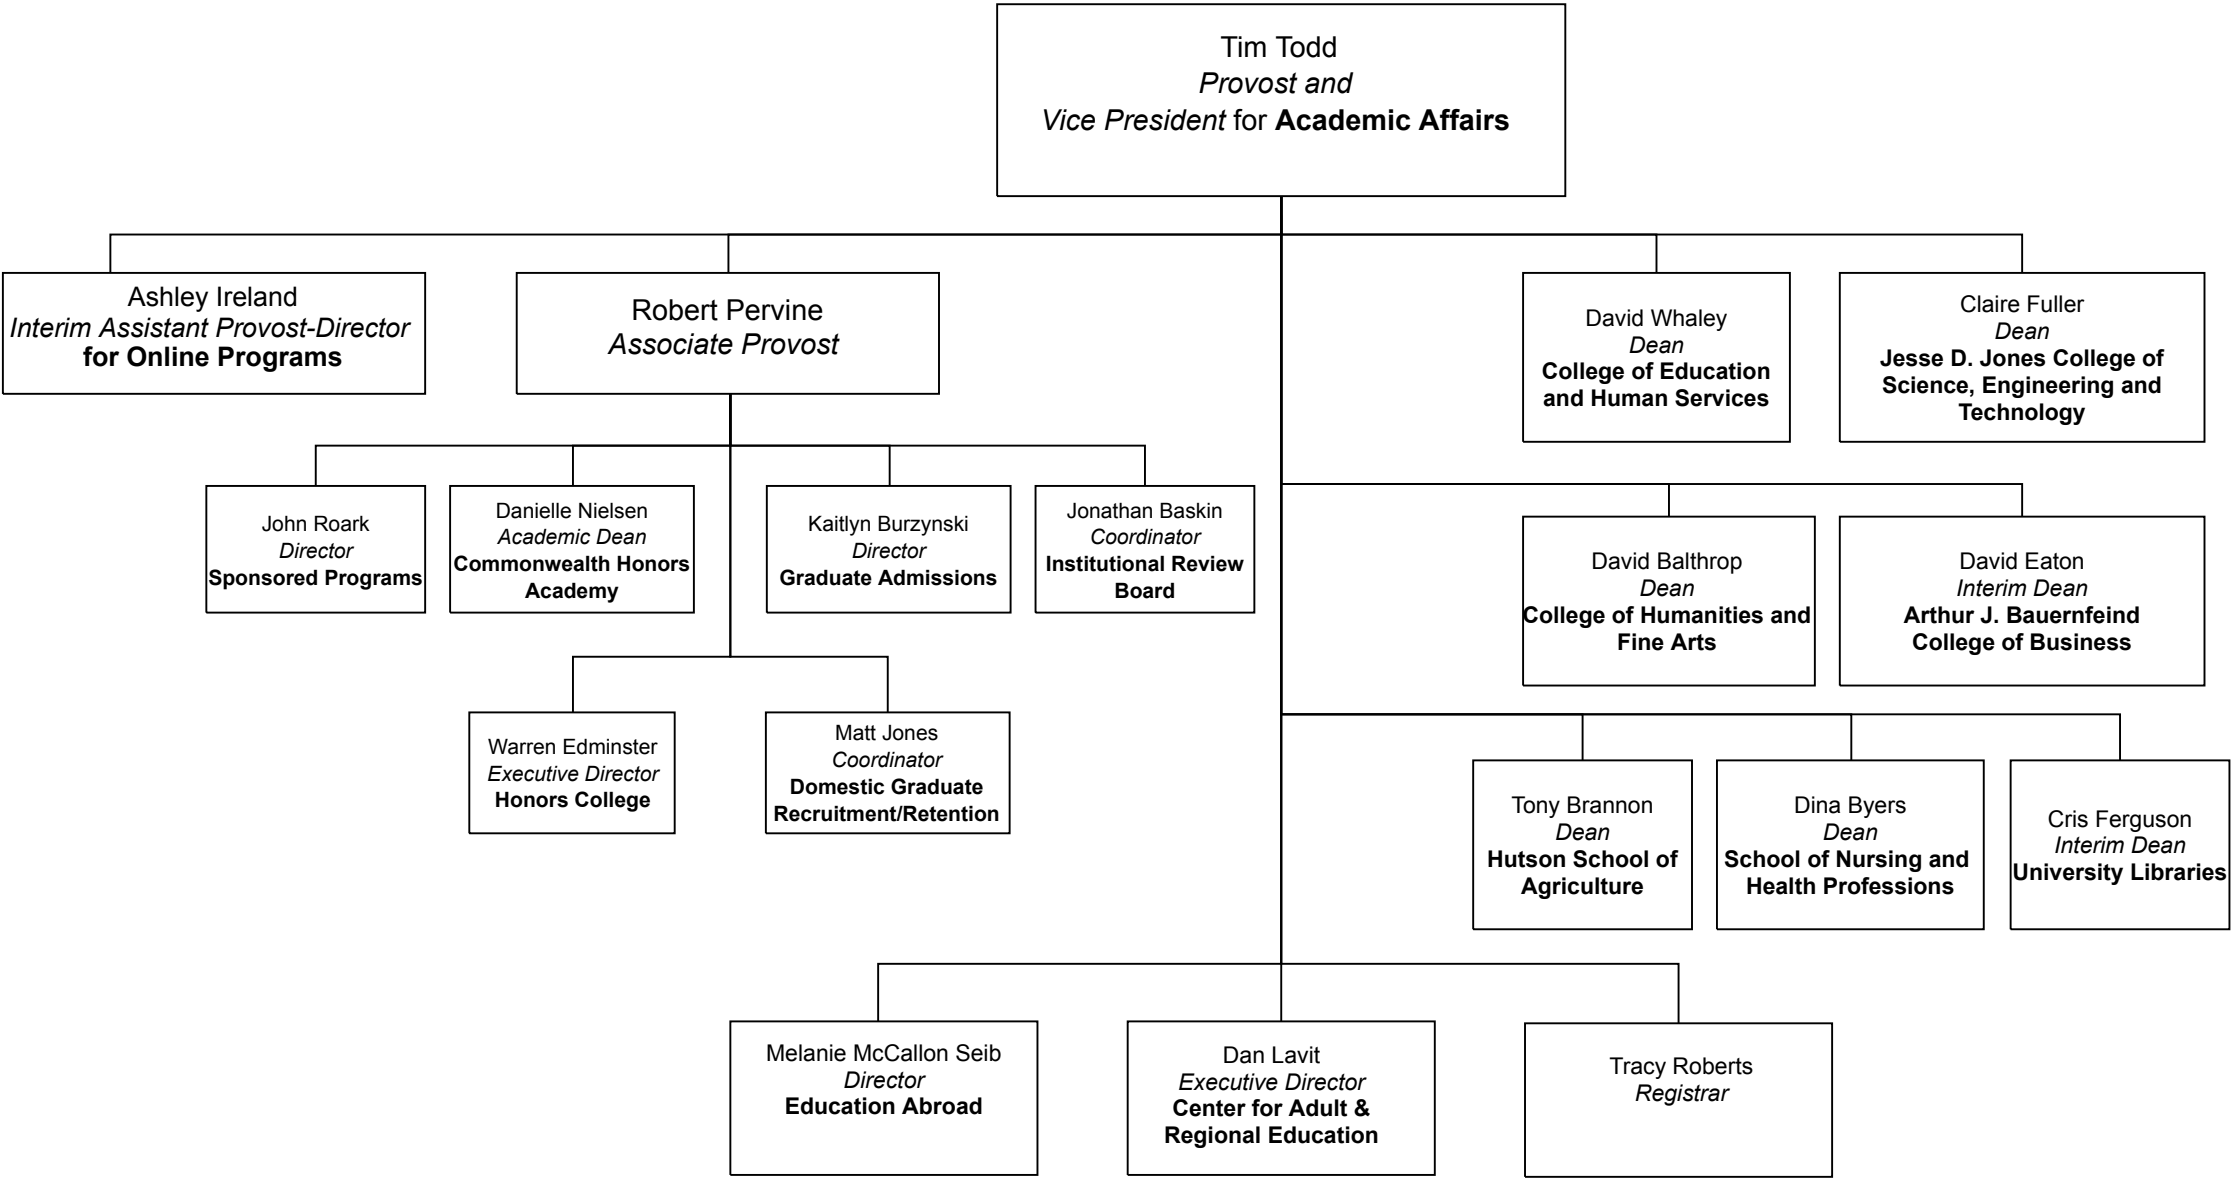 Tim Todd
Provost and
Vice President for Academic Affairs
Ashley Ireland
Interim Assistant Provost-Director
for Online Programs
Robert Pervine
Associate Provost
David Whaley
Dean
College of Education
and Human Services
Claire Fuller
Dean
Jesse D. Jones College of
Science, Engineering and
Technology
John Roark
Director
Sponsored Programs
Danielle Nielsen
Academic Dean
Commonwealth Honors
Academy
Kaitlyn Burzynski
Director
Graduate Admissions
Jonathan Baskin
Coordinator
Institutional Review
Board
David Balthrop
Dean
College of Humanities and
Fine Arts
David Eaton
Interim Dean
Arthur J. Bauernfeind
College of Business
Warren Edminster
Executive Director
Honors College
Matt Jones
Coordinator
Domestic Graduate
Recruitment/Retention
Tony Brannon
Dean
Hutson School of
Agriculture
Dina Byers
Dean
School of Nursing and
Health Professions
Cris Ferguson
Interim Dean
University Libraries
Melanie McCallon Seib
Director
Education Abroad
Dan Lavit
Executive Director
Center for Adult &
Regional Education
Tracy Roberts
Registrar